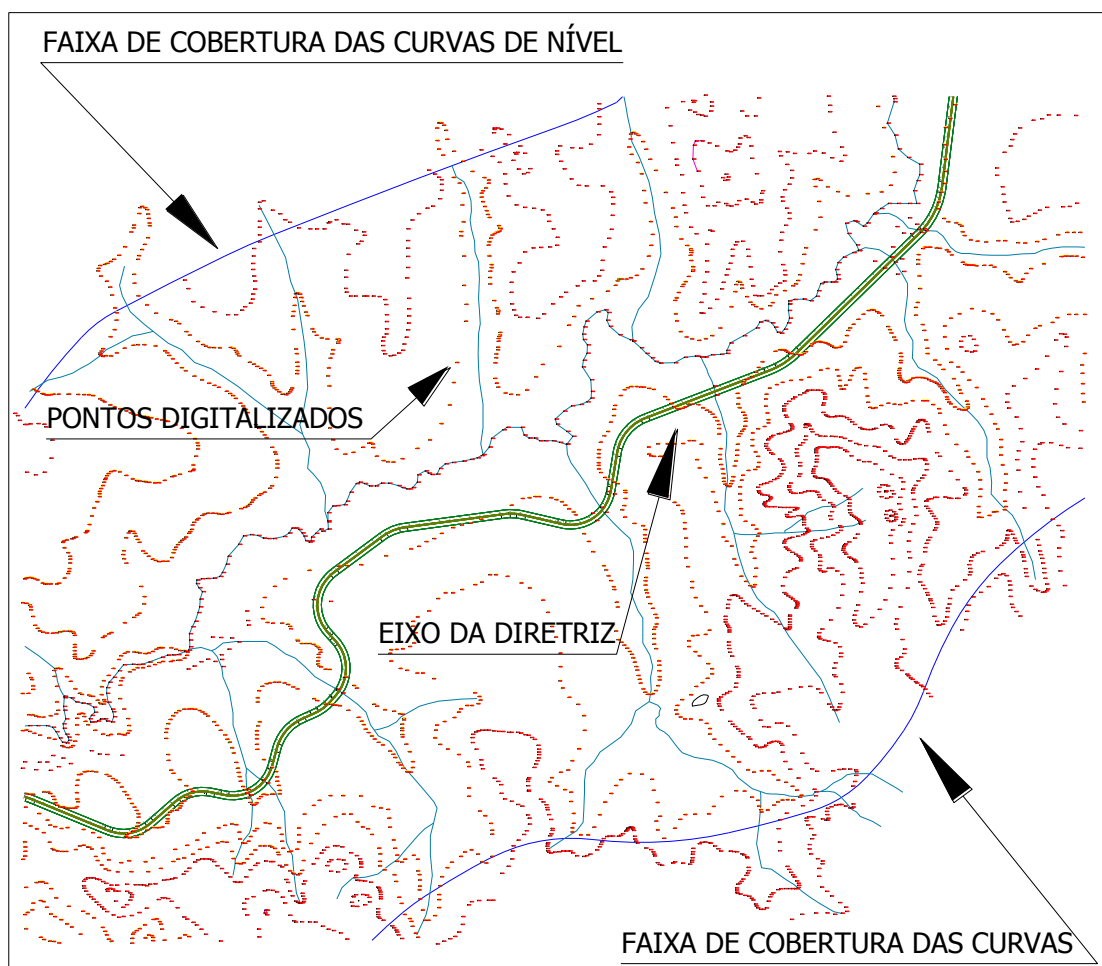 FAIXA DE COBERTURA DAS CURVAS DE NÍVEL
PONTOS DIGITALIZADOS
EIXO DA DIRETRIZ
FAIXA DE COBERTURA DAS CURVAS